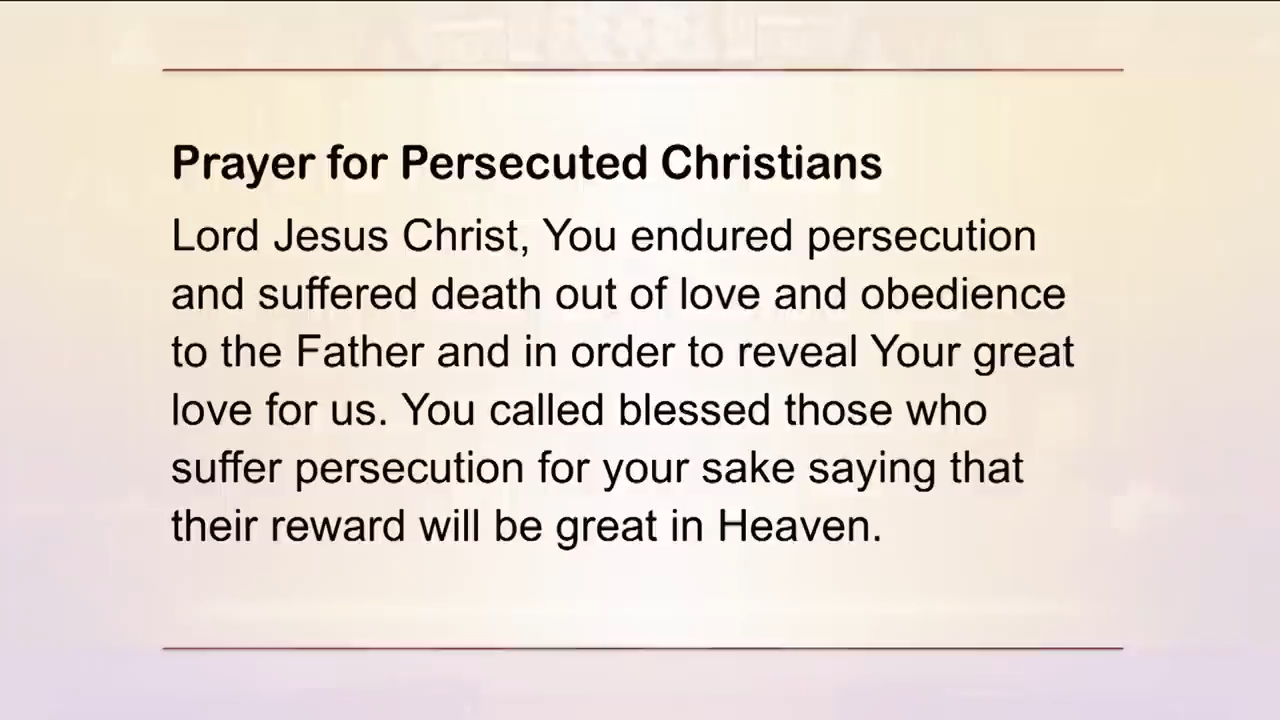 Prayer for Persecuted Christians
Lord Jesus Christ, You endured persecution
and suffered death out of love and obedience
to the Father and in order to reveal Your great
love for us. You called blessed those who
suffer persecution for your sake saying that
their reward will be great in Heaven.